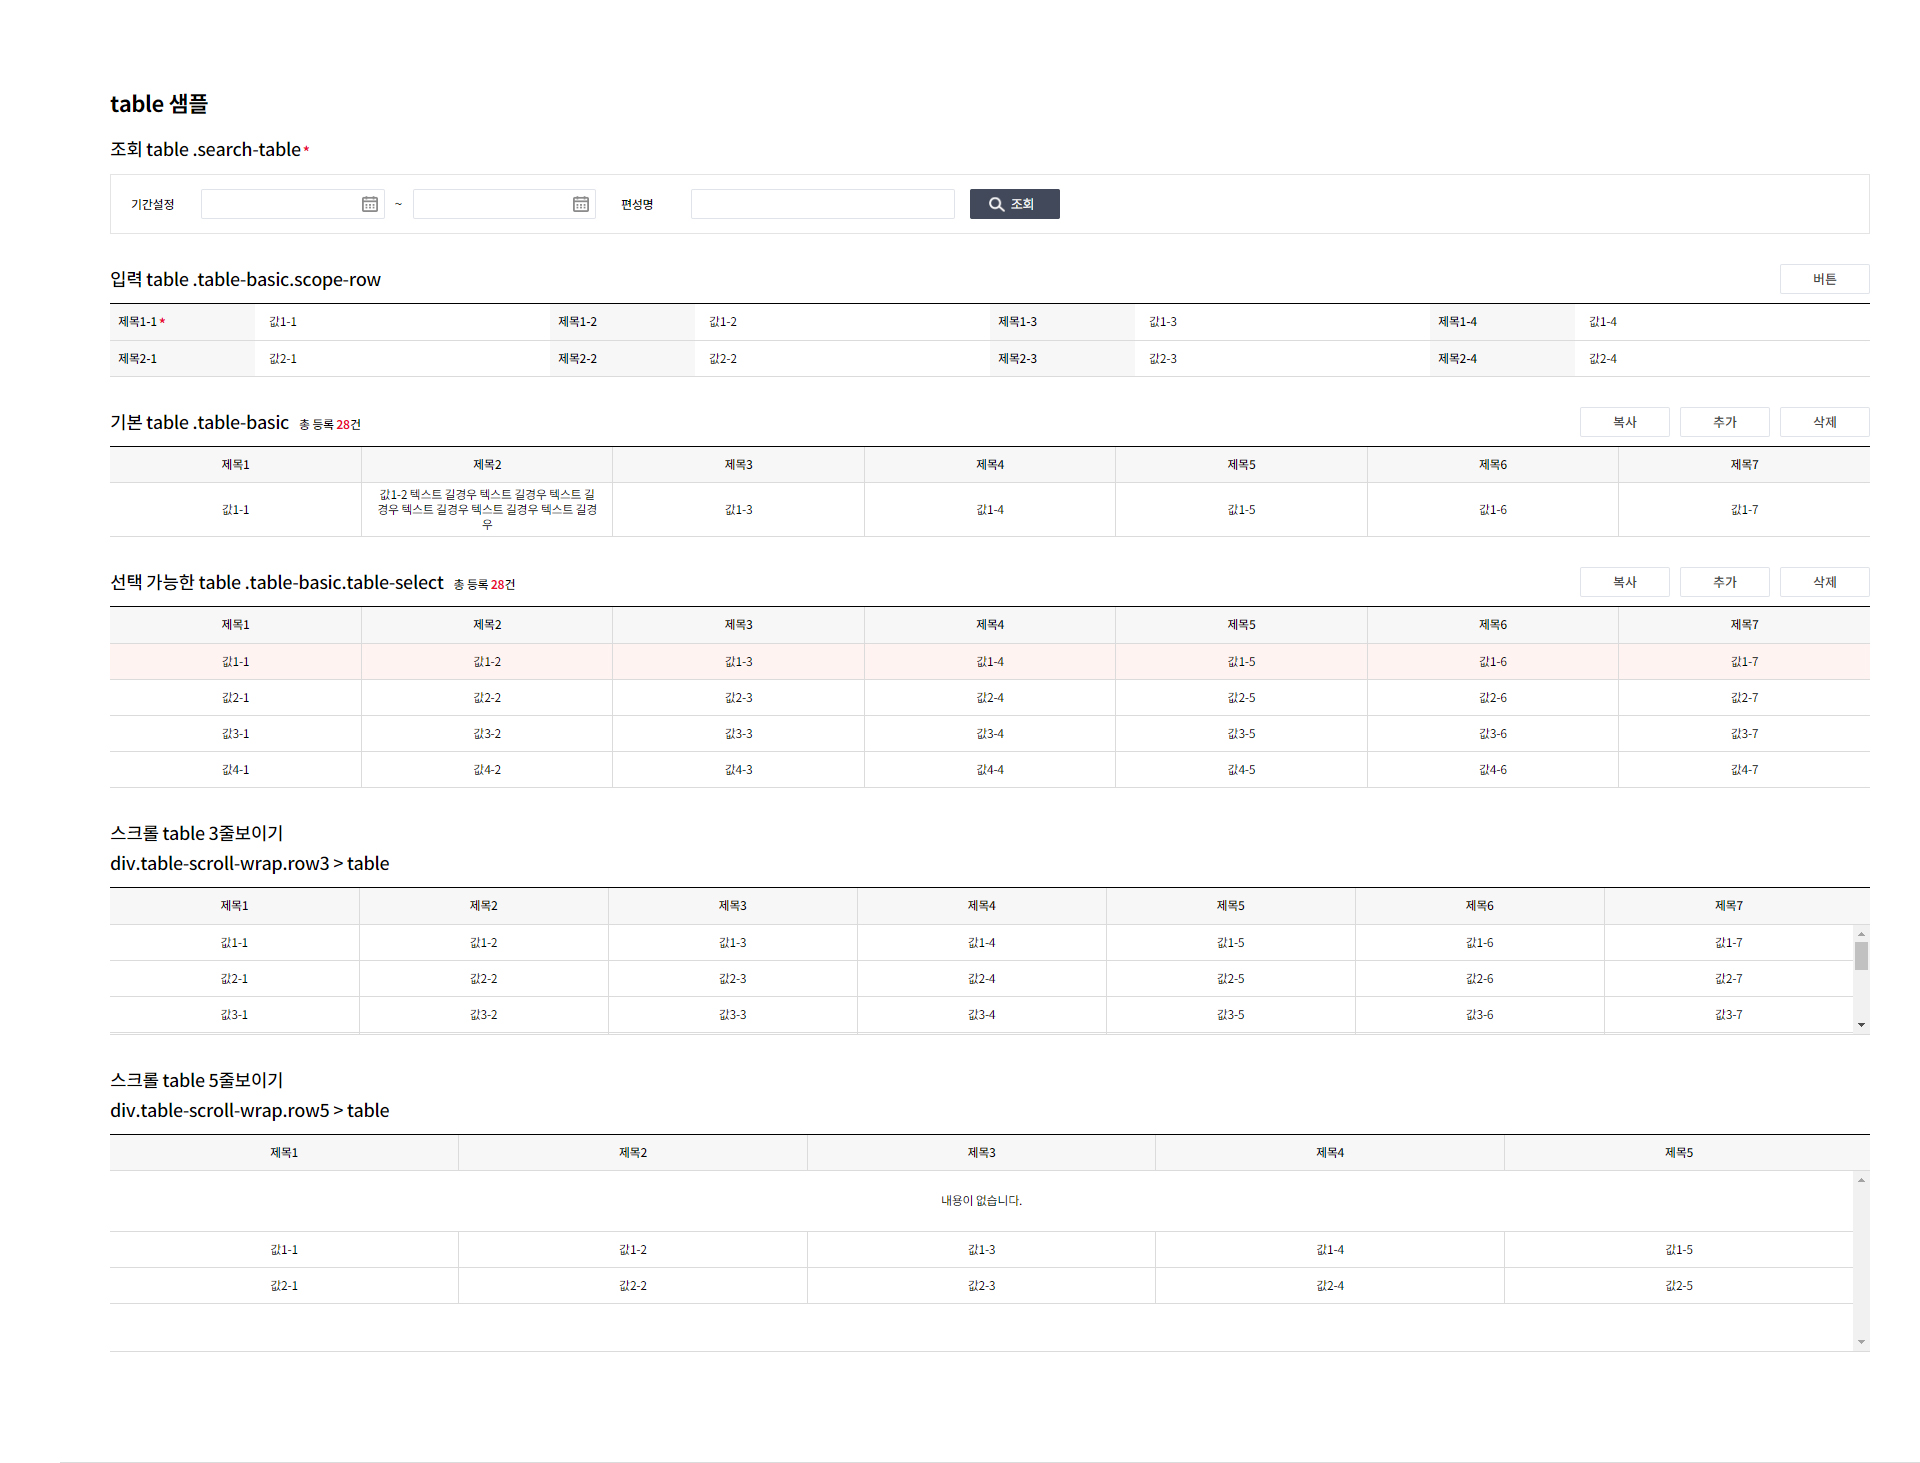 table 샘플
조회 table .search-table*
기간설정 ~ 편성명 조회
입력 table .table-basic.scope-row 버튼
제목1-1 * 값1-1 제목1-2 값1-2 제목1-3 값1-3 제목1-4 값1-4
제목2-1 값2-1 제목2-2 값2-2 제목2-3 값2-3 제목2-4 값2-4
기본 table .table-basic 총 등록 28건 복사 추가 삭제
제목1 제목2 제목3 제목4 제목5 제목6 제목7
값1-1 값1-2 텍스트 길경우 텍스트 길경우 텍스트 길
경우 텍스트 길경우 텍스트 길경우 텍스트 길경
우 값1-3 값1-4 값1-5 값1-6 값1-7
선택 가능한 table .table-basic.table-select 총 등록 28건 복사 추가 삭제
제목1 제목2 제목3 제목4 제목5 제목6 제목7
값1-1 값1-2 값1-3 값1-4 값1-5 값1-6 값1-7
값2-1 값2-2 값2-3 값2-4 값2-5 값2-6 값2-7
값3-1 값3-2 값3-3 값3-4 값3-5 값3-6 값3-7
값4-1 값4-2 값4-3 값4-4 값4-5 값4-6 값4-7
스크롤 table 3줄보이기
div.table-scroll-wrap.row3 > table
제목1 제목2 제목3 제목4 제목5 제목6 제목7
값1-1 값1-2 값1-3 값1-4 값1-5 값1-6 값1-7
값2-1 값2-2 값2-3 값2-4 값2-5 값2-6 값2-7
값3-1 값3-2 값3-3 값3-4 값3-5 값3-6 값3-7
스크롤 table 5줄보이기
div.table-scroll-wrap.row5 > table
제목1 제목2 제목3 제목4 제목5
내용이 없습니다.
값1-1 값1-2 값1-3 값1-4 값1-5
값2-1 값2-2 값2-3 값2-4 값2-5